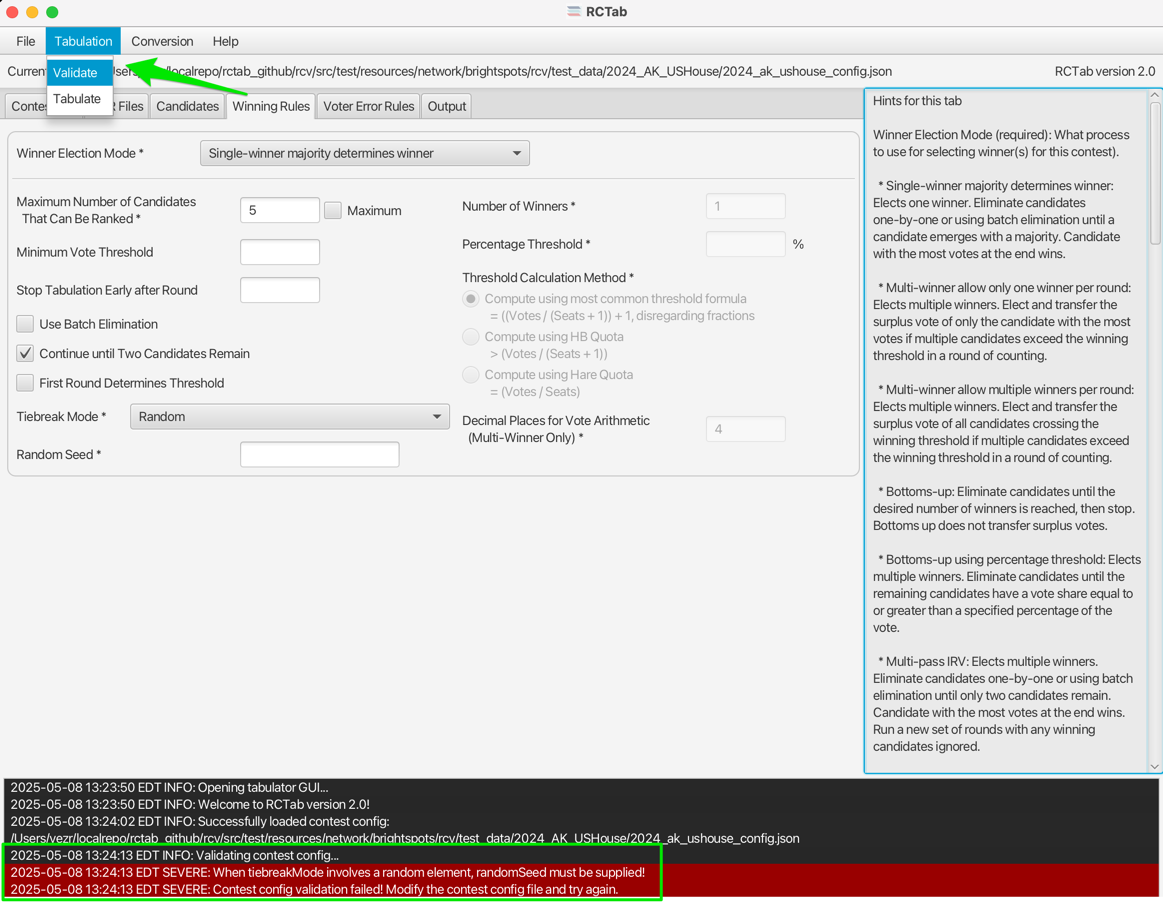 RCTab
File Tabulation Conversion Help
Validate
Tabulate
localrepo/rctab_github/rcv/src/test/resources/network/brightspots/rcv/test_data/2024_AK_USHouse/2024_ak_ushouse_config.json
RCTab version 2.0
Files Candidates Winning Rules Voter Error Rules Output
Winner Election Mode *
Single-winner majority determines winner
Maximum Number of Candidates
That Can Be Ranked *
5
Maximum
Minimum Vote Threshold
Stop Tabulation Early after Round
Use Batch Elimination
Continue until Two Candidates Remain
First Round Determines Threshold
Tiebreak Mode *
Random
Random Seed *
Number of Winners *
1
Percentage Threshold *
%
Threshold Calculation Method *
Compute using most common threshold formula
= ((Votes / (Seats + 1)) + 1, disregarding fractions
Compute using HB Quota
> (Votes / (Seats + 1))
Compute using Hare Quota
= (Votes / Seats)
Decimal Places for Vote Arithmetic
(Multi-Winner Only) *
4
Hints for this tab
Winner Election Mode (required): What process
to use for selecting winner(s) for this contest).
* Single-winner majority determines winner:
Elects one winner. Eliminate candidates
one-by-one or using batch elimination until a
candidate emerges with a majority. Candidate
with the most votes at the end wins.
* Multi-winner allow only one winner per round:
Elects multiple winners. Elect and transfer the
surplus vote of only the candidate with the most
votes if multiple candidates exceed the winning
threshold in a round of counting.
* Multi-winner allow multiple winners per round:
Elects multiple winners. Elect and transfer the
surplus vote of all candidates crossing the
winning threshold if multiple candidates exceed
the winning threshold in a round of counting.
* Bottoms-up: Eliminate candidates until the
desired number of winners is reached, then stop.
Bottoms up does not transfer surplus votes.
* Bottoms-up using percentage threshold: Elects
multiple winners. Eliminate candidates until the
remaining candidates have a vote share equal to
or greater than a specified percentage of the
vote.
* Multi-pass IRV: Elects multiple winners.
Eliminate candidates one-by-one or using batch
elimination until only two candidates remain.
Candidate with the most votes at the end wins.
Run a new set of rounds with any winning
candidates ignored.
2025-05-08 13:23:50 EDT INFO: Opening tabulator GUI...
2025-05-08 13:23:50 EDT INFO: Welcome to RCTab version 2.0!
2025-05-08 13:24:02 EDT INFO: Successfully loaded contest config:
/Users/vezr/localrepo/rctab_github/rcv/src/test/resources/network/brightspots/rcv/test_data/2024_AK_USHouse/2024_ak_ushouse_config.json
2025-05-08 13:24:13 EDT INFO: Validating contest config...
2025-05-08 13:24:13 EDT SEVERE: When tiebreakMode involves a random element, randomSeed must be supplied!
2025-05-08 13:24:13 EDT SEVERE: Contest config validation failed! Modify the contest config file and try again.